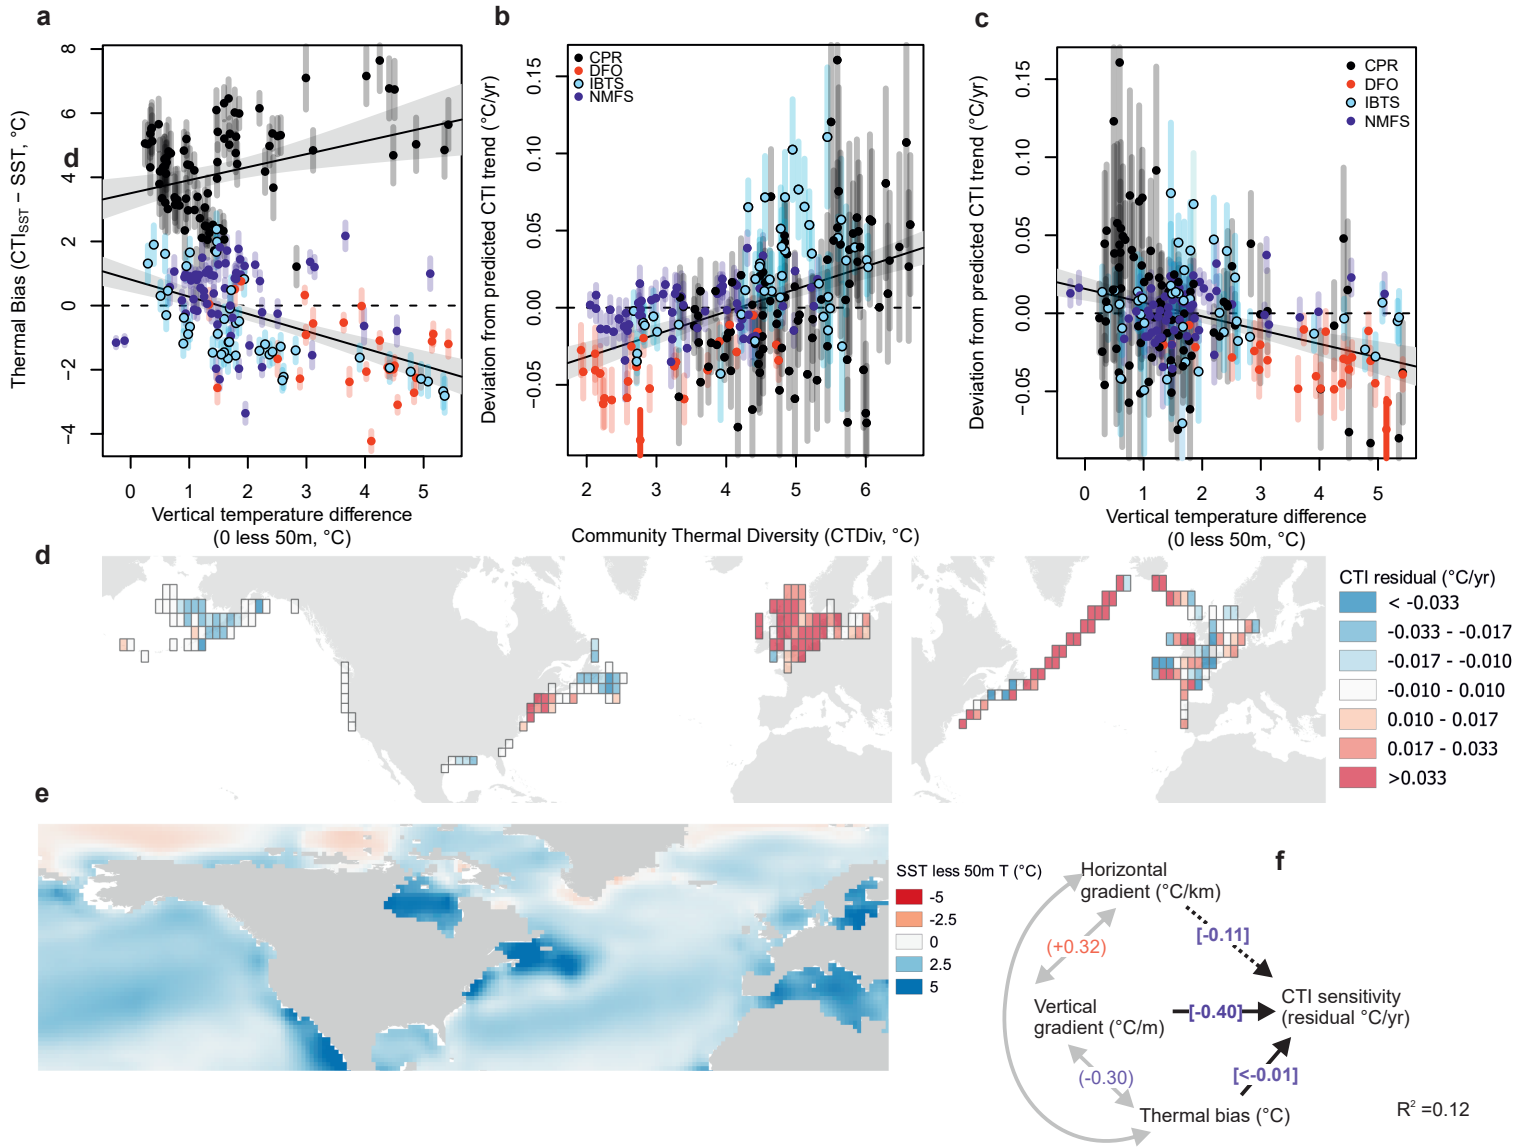 a
8
6
4
2
0
−2
−4
Thermal Bias (CTISST − SST, °C)
d
0 1 2 3 4 5
Vertical temperature difference
(0 less 50m, °C)
b
CPR
DFO
IBTS
NMFS
0.15
0.10
0.05
0.00
−0.05
Deviation from predicted CTI trend (°C/yr)
2 3 4 5 6
Community Thermal Diversity (CTDiv, °C)
c
CPR
DFO
IBTS
NMFS
0.15
0.10
0.05
0.00
−0.05
Deviation from predicted CTI trend (°C/yr)
0 1 2 3 4 5
Vertical temperature difference
(0 less 50m, °C)
d
CTI residual (°C/yr)
< -0.033
-0.033 - -0.017
-0.017 - -0.010
-0.010 - 0.010
0.010 - 0.017
0.017 - 0.033
>0.033
e
SST less 50m T (°C)
-5
-2.5
0
2.5
5
f
Horizontal
gradient (°C/km)
[-0.11]
(+0.32)
Vertical
gradient (°C/m)
[-0.40]
CTI sensitivity
(residual °C/yr)
(-0.30)
[<-0.01]
Thermal bias (°C)
R² =0.12